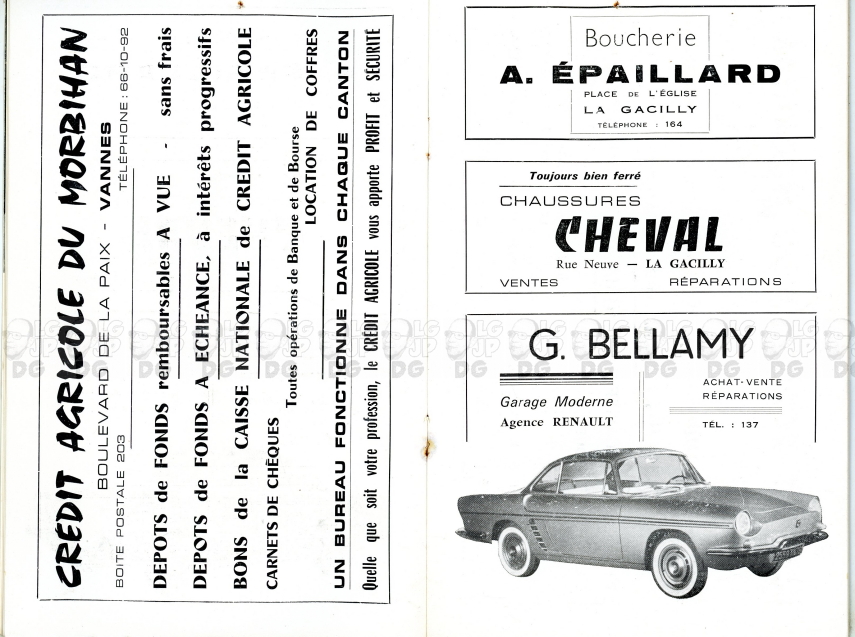 CREDIT AGRICOLE DU MORBIHAN
BOULEVARD DE LA PAIX - VANNES
BOITE POSTALE 203 TÉLÉPHONE : 66-10-92
DEPOTS de FONDS remboursables A VUE - sans frais
DEPOTS de FONDS A ECHEANCE, à intérêts progressifs
BONS de la CAISSE NATIONALE de CREDIT AGRICOLE
CARNETS DE CHÈQUES
Toutes opérations de Banque et de Bourse
LOCATION DE COFFRES
UN BUREAU FONCTIONNE DANS CHAQUE CANTON
Quelle que soit votre profession, le CREDIT AGRICOLE vous apporte PROFIT et SÉCURITÉ
Boucherie
A. ÉPAILLARD
PLACE DE L'ÉGLISE
LA GACILLY
TÉLÉPHONE : 164
Toujours bien ferré
CHAUSSURES
CHEVAL
Rue Neuve — LA GACILLY
VENTES RÉPARATIONS
G. BELLAMY
Garage Moderne
Agence RENAULT
ACHAT-VENTE
RÉPARATIONS
TÉL. : 137
LG JP DG